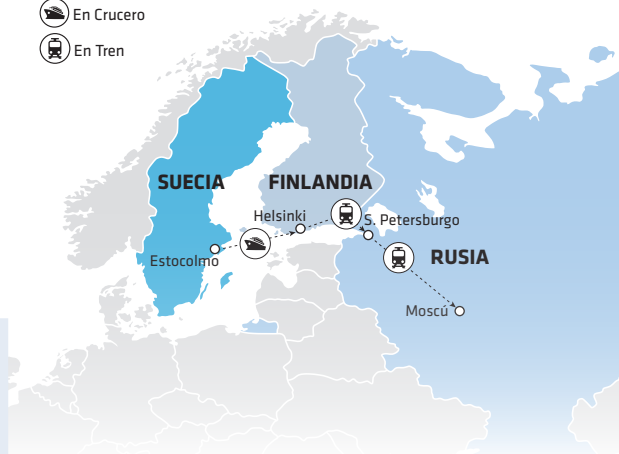 En Crucero
En Tren
SUECIA
FINLANDIA
Helsinki
S. Petersburgo
Estocolmo
RUSIA
Moscú